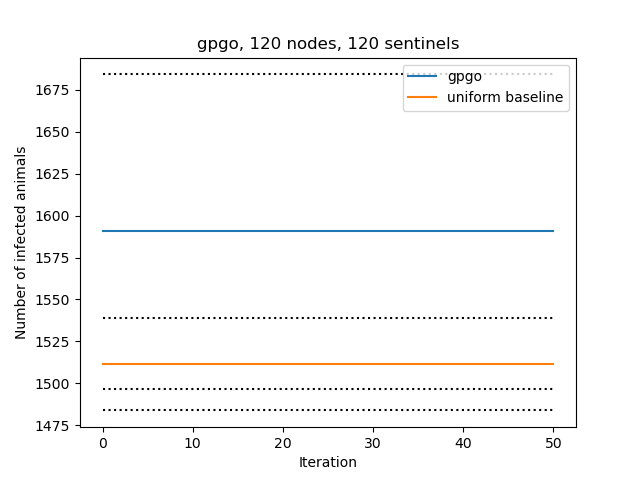 gpgo, 120 nodes, 120 sentinels
gpgo
uniform baseline
Number of infected animals
1675
1650
1625
1600
1575
1550
1525
1500
1475
0 10 20 30 40 50
Iteration